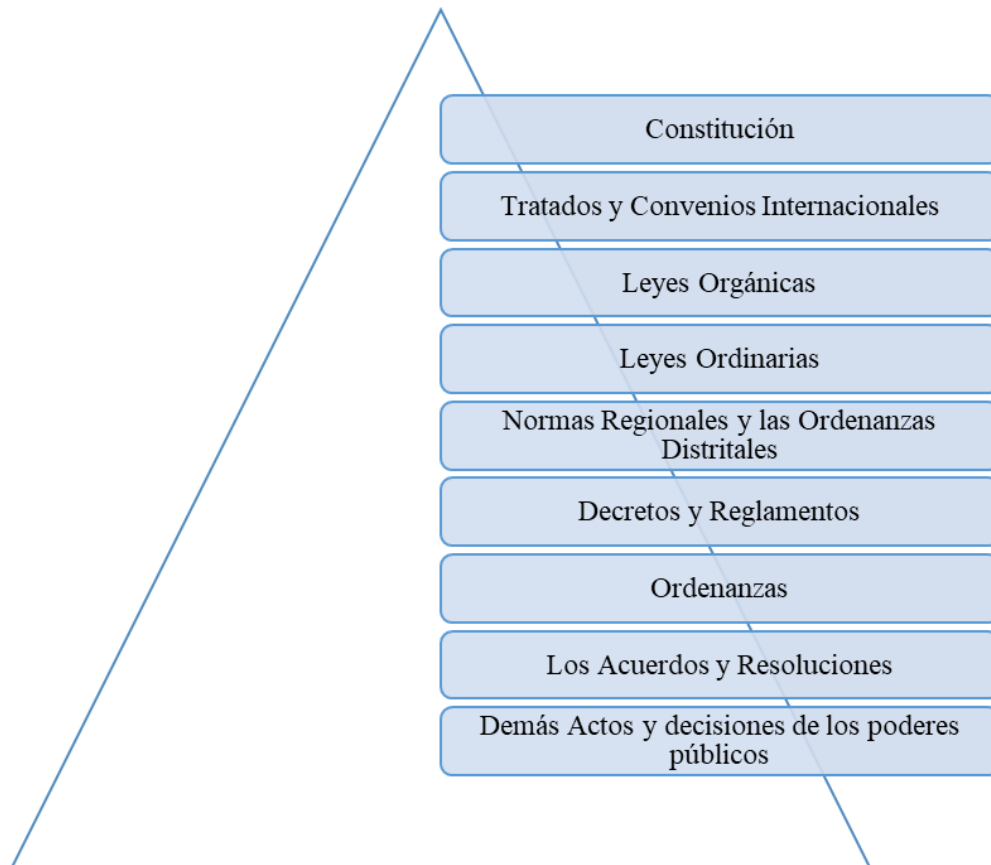 Constitución
Tratados y Convenios Internacionales
Leyes Orgánicas
Leyes Ordinarias
Normas Regionales y las Ordenanzas
Distritales
Decretos y Reglamentos
Ordenanzas
Los Acuerdos y Resoluciones
Demás Actos y decisiones de los poderes
públicos